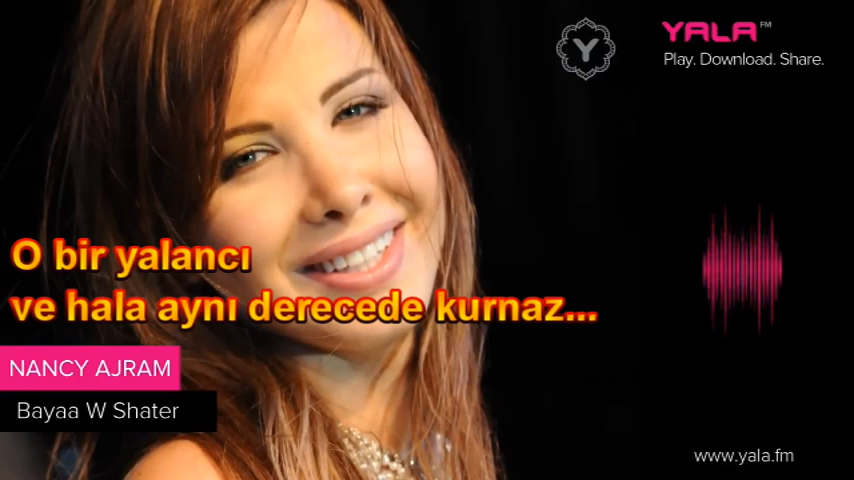 YALA FM
Play. Download. Share.
Y
O bir yalancı
ve hala aynı derecede kurnaz...
NANCY AJRAM
Bayaa W Shater
www.yala.fm